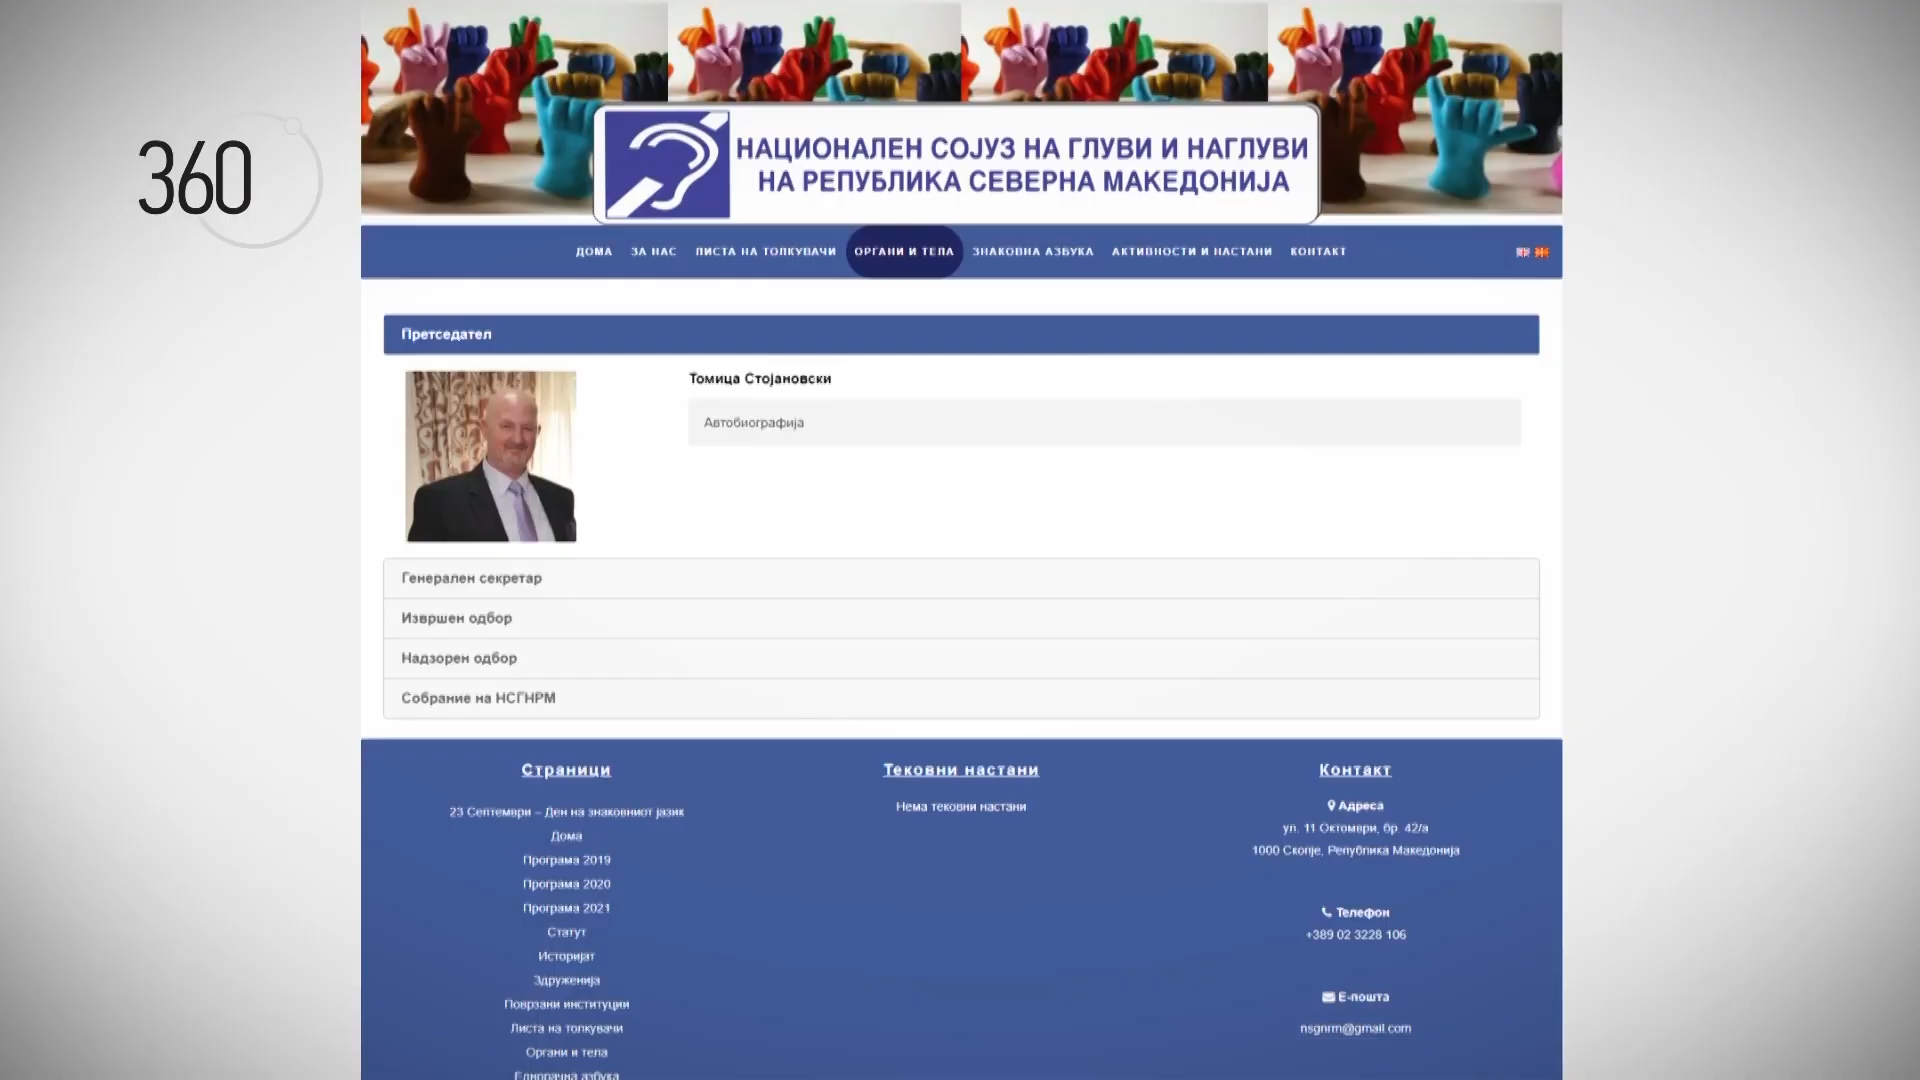 360
НАЦИОНАЛЕН СОЈУЗ НА ГЛУВИ И НАГЛУВИ
НА РЕПУБЛИКА СЕВЕРНА МАКЕДОНИЈА
ДОМА ЗА НАС ЛИСТА НА ТОЛКУВАЧИ ОРГАНИ И ТЕЛА ЗНАКОВНА АЗБУКА АКТИВНОСТИ И НАСТАНИ КОНТАКТ
Претседател
Томица Стојановски
Автобиографија
Генерален секретар
Извршен одбор
Надзорен одбор
Собрание на НСГНРМ
Страници
23 Септември – Ден на знаковниот јазик
Дома
Програма 2019
Програма 2020
Програма 2021
Статут
Историјат
Здруженија
Поврзани институции
Листа на толкувачи
Органи и тела
Еднорачна азбука
Тековни настани
Нема тековни настани
Контакт
Адреса
ул. 11 Октомври, бр. 42/а
1000 Скопје, Република Македонија
Телефон
+389 02 3228 106
Е-пошта
nsgnrm@gmail.com